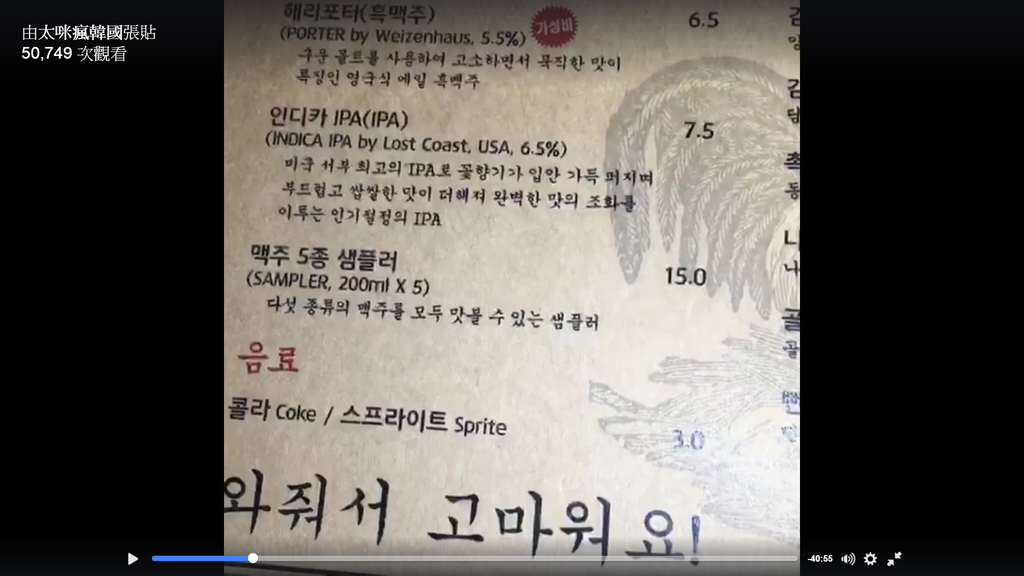 由太咪瘋韓國張貼
50,749 次觀看
해리포터(흑맥주)
(PORTER by Weizenhaus, 5.5%)
가성비
6.5
구운 몰트를 사용하여 고소하면서 묵직한 맛이
특징인 영국식 에일 흑맥주
인디카 IPA(IPA)
(INDICA IPA by Lost Coast, USA, 6.5%)
7.5
미국 서부 최고의 IPA로 꽃향기가 입안 가득 퍼지며
부드럽고 쌉쌀한 맛이 더해져 완벽한 맛의 조화를
이루는 인기절정의 IPA
맥주 5종 샘플러
(SAMPLER, 200ml X 5)
15.0
다섯 종류의 맥주를 모두 맛볼 수 있는 샘플러
음료
콜라 Coke / 스프라이트 Sprite
3.0
와줘서 고마워요!
-40:55